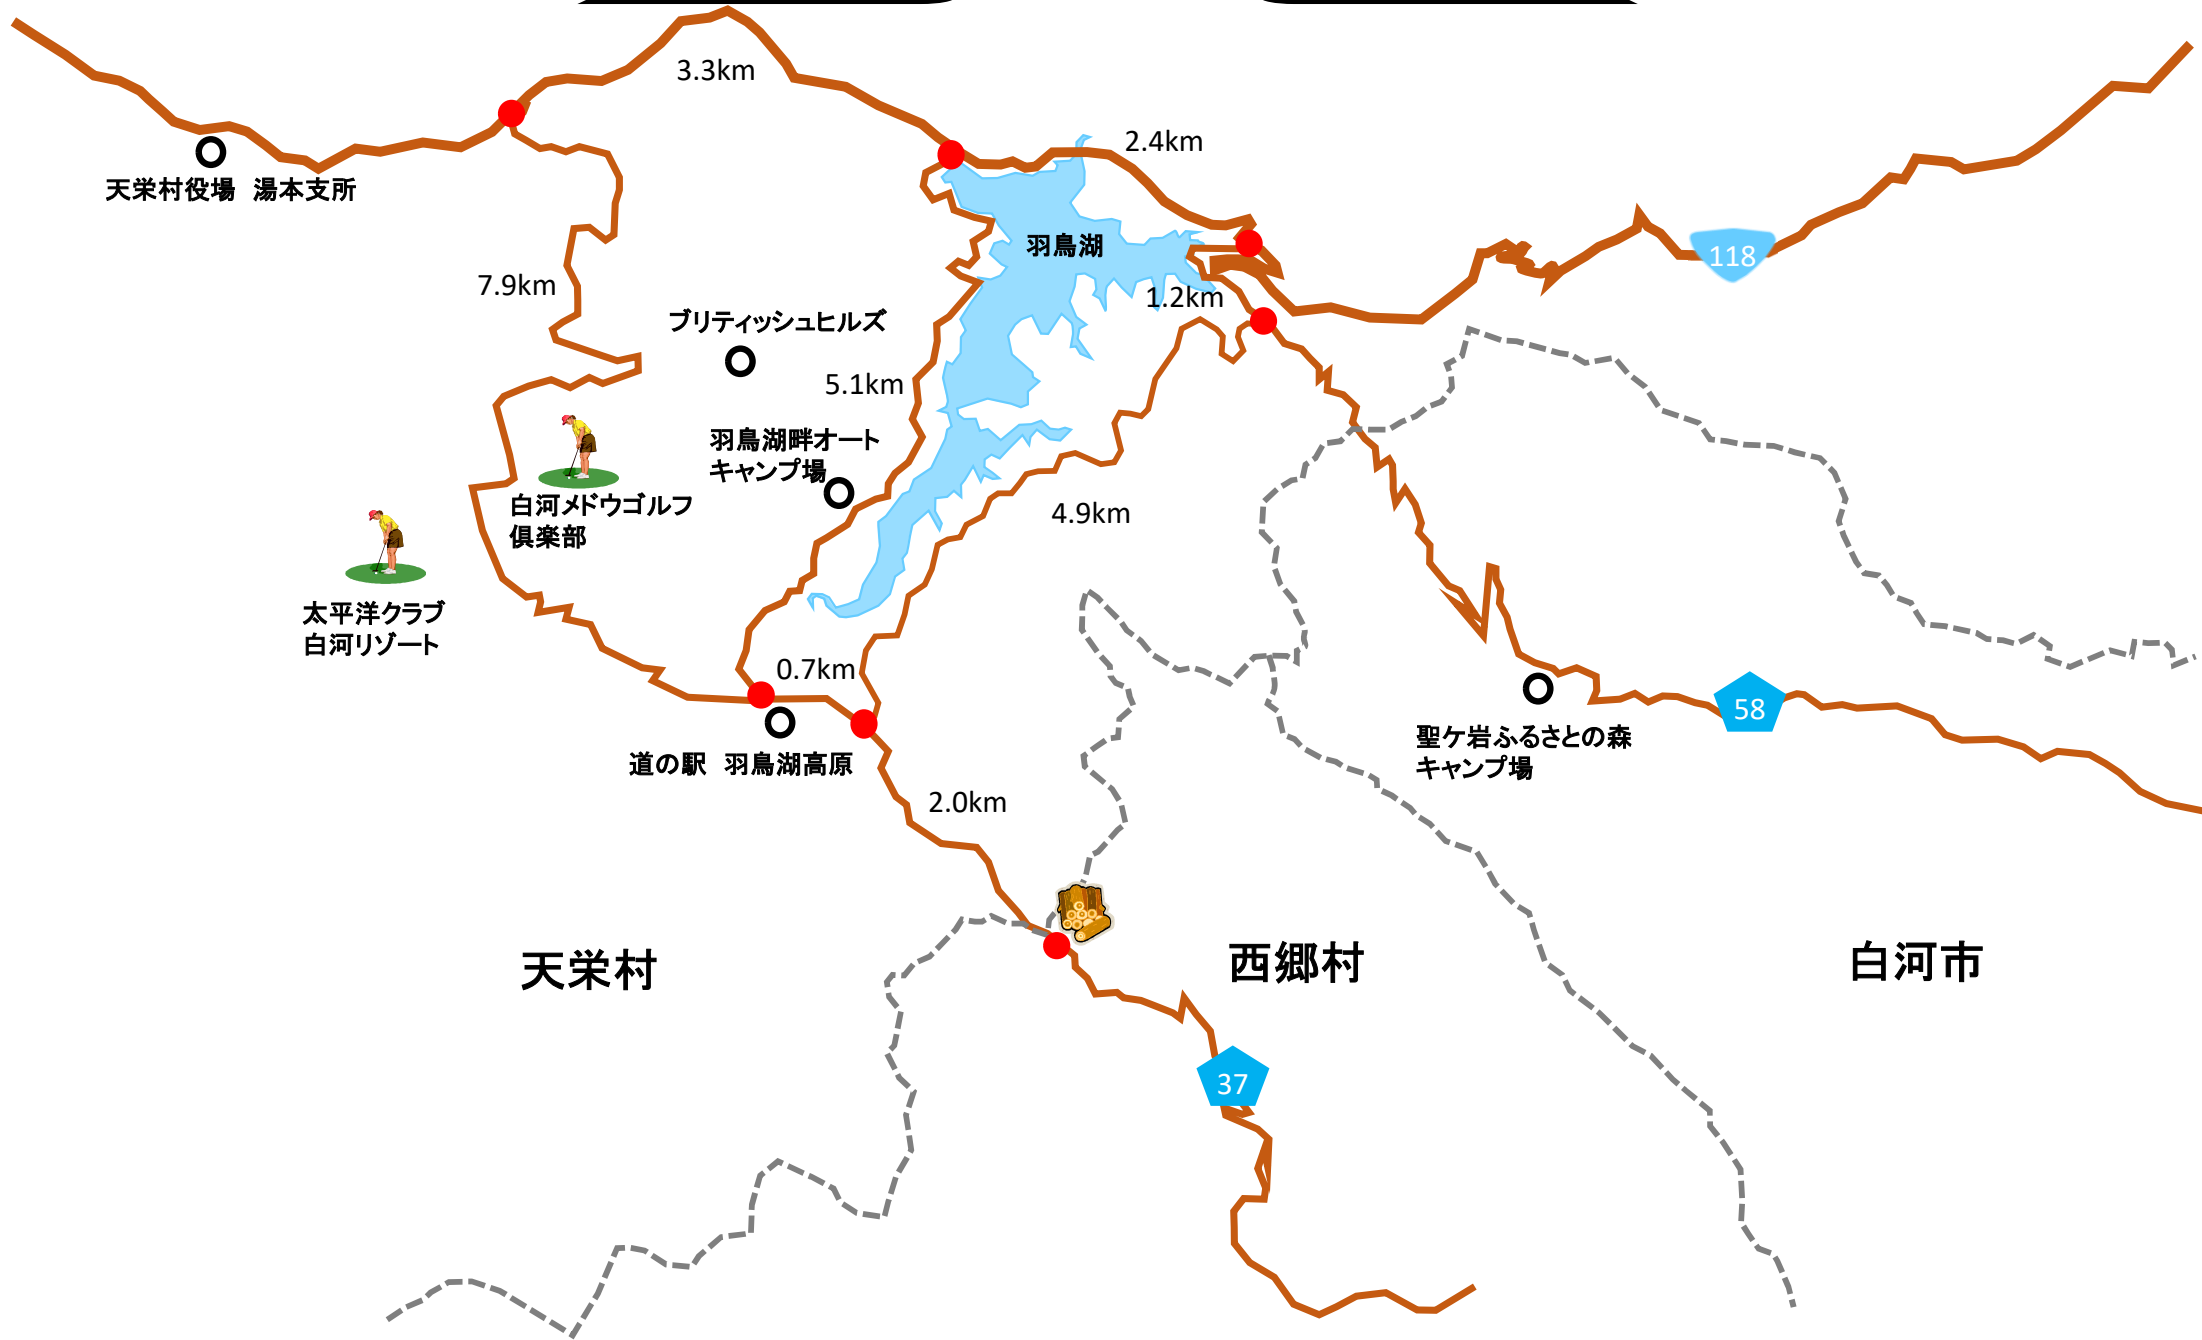 3.3km
2.4km
天栄村役場　湯本支所
羽鳥湖
118
7.9km
1.2km
ブリティッシュヒルズ
5.1km
羽鳥湖畔オート
キャンプ場
白河メドウゴルフ
倶楽部
4.9km
太平洋クラブ
白河リゾート
0.7km
58
道の駅　羽鳥湖高原
聖ケ岩ふるさとの森
キャンプ場
2.0km
天栄村
西郷村
白河市
37